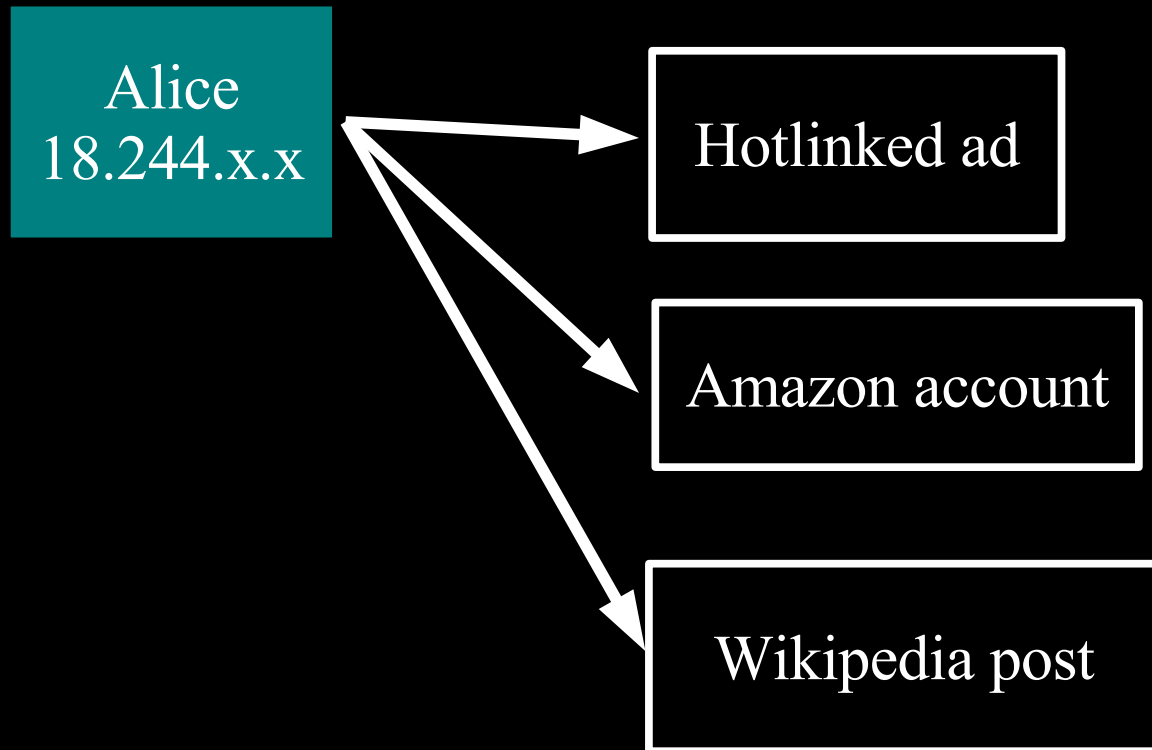 Alice
18.244.x.x
Hotlinked ad
Amazon account
Wikipedia post